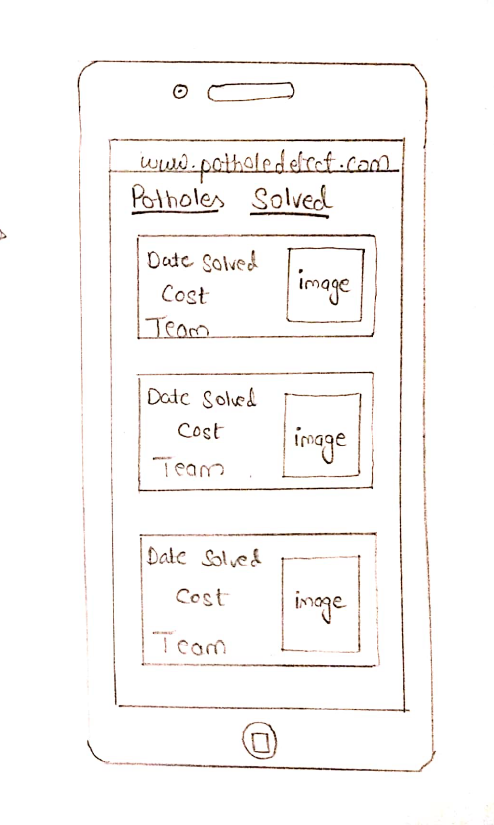 www.potholedetect.com
Potholes Solved
Date Solved
Cost
Team
image
Date Solved
Cost
Team
image
Date Solved
Cost
Team
image